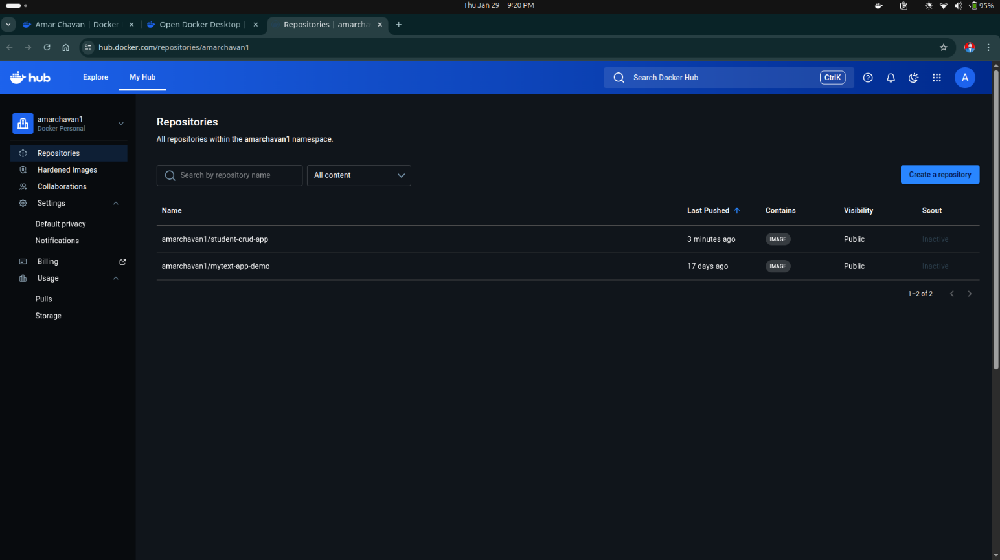 Thu Jan 29 9:20 PM
95%
Amar Chavan | Docker
Open Docker Desktop |
Repositories | amarcha
hub.docker.com/repositories/amarchavan1
hub
Explore
My Hub
Search Docker Hub
CtrlK
A
amarchavan1
Docker Personal
Repositories
Hardened Images
Collaborations
Settings
Default privacy
Notifications
Billing
Usage
Pulls
Storage
Repositories
All repositories within the amarchavan1 namespace.
Search by repository name
All content
Create a repository
Name Last Pushed Contains Visibility Scout
amarchavan1/student-crud-app 3 minutes ago IMAGE Public Inactive
amarchavan1/mytext-app-demo 17 days ago IMAGE Public Inactive
1–2 of 2